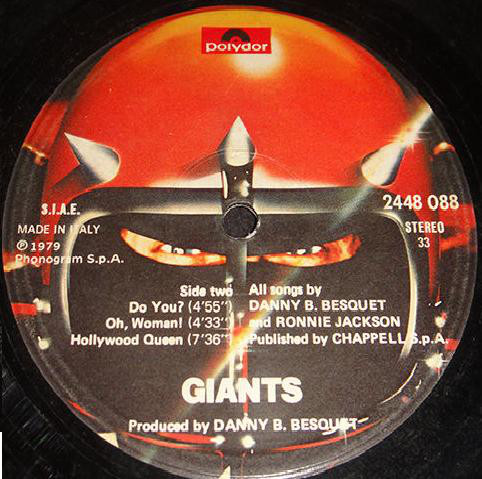 polydor
S.I.A.E.
MADE IN ITALY
℗ 1979
Phonogram S.p.A.
2448 088
STEREO
33
Side two
Do You? (4'55")
Oh, Woman! (4'33")
Hollywood Queen (7'36")
All songs by
DANNY B. BESQUET
and RONNIE JACKSON
Published by CHAPPELL S.p.A.
GIANTS
Produced by DANNY B. BESQUET